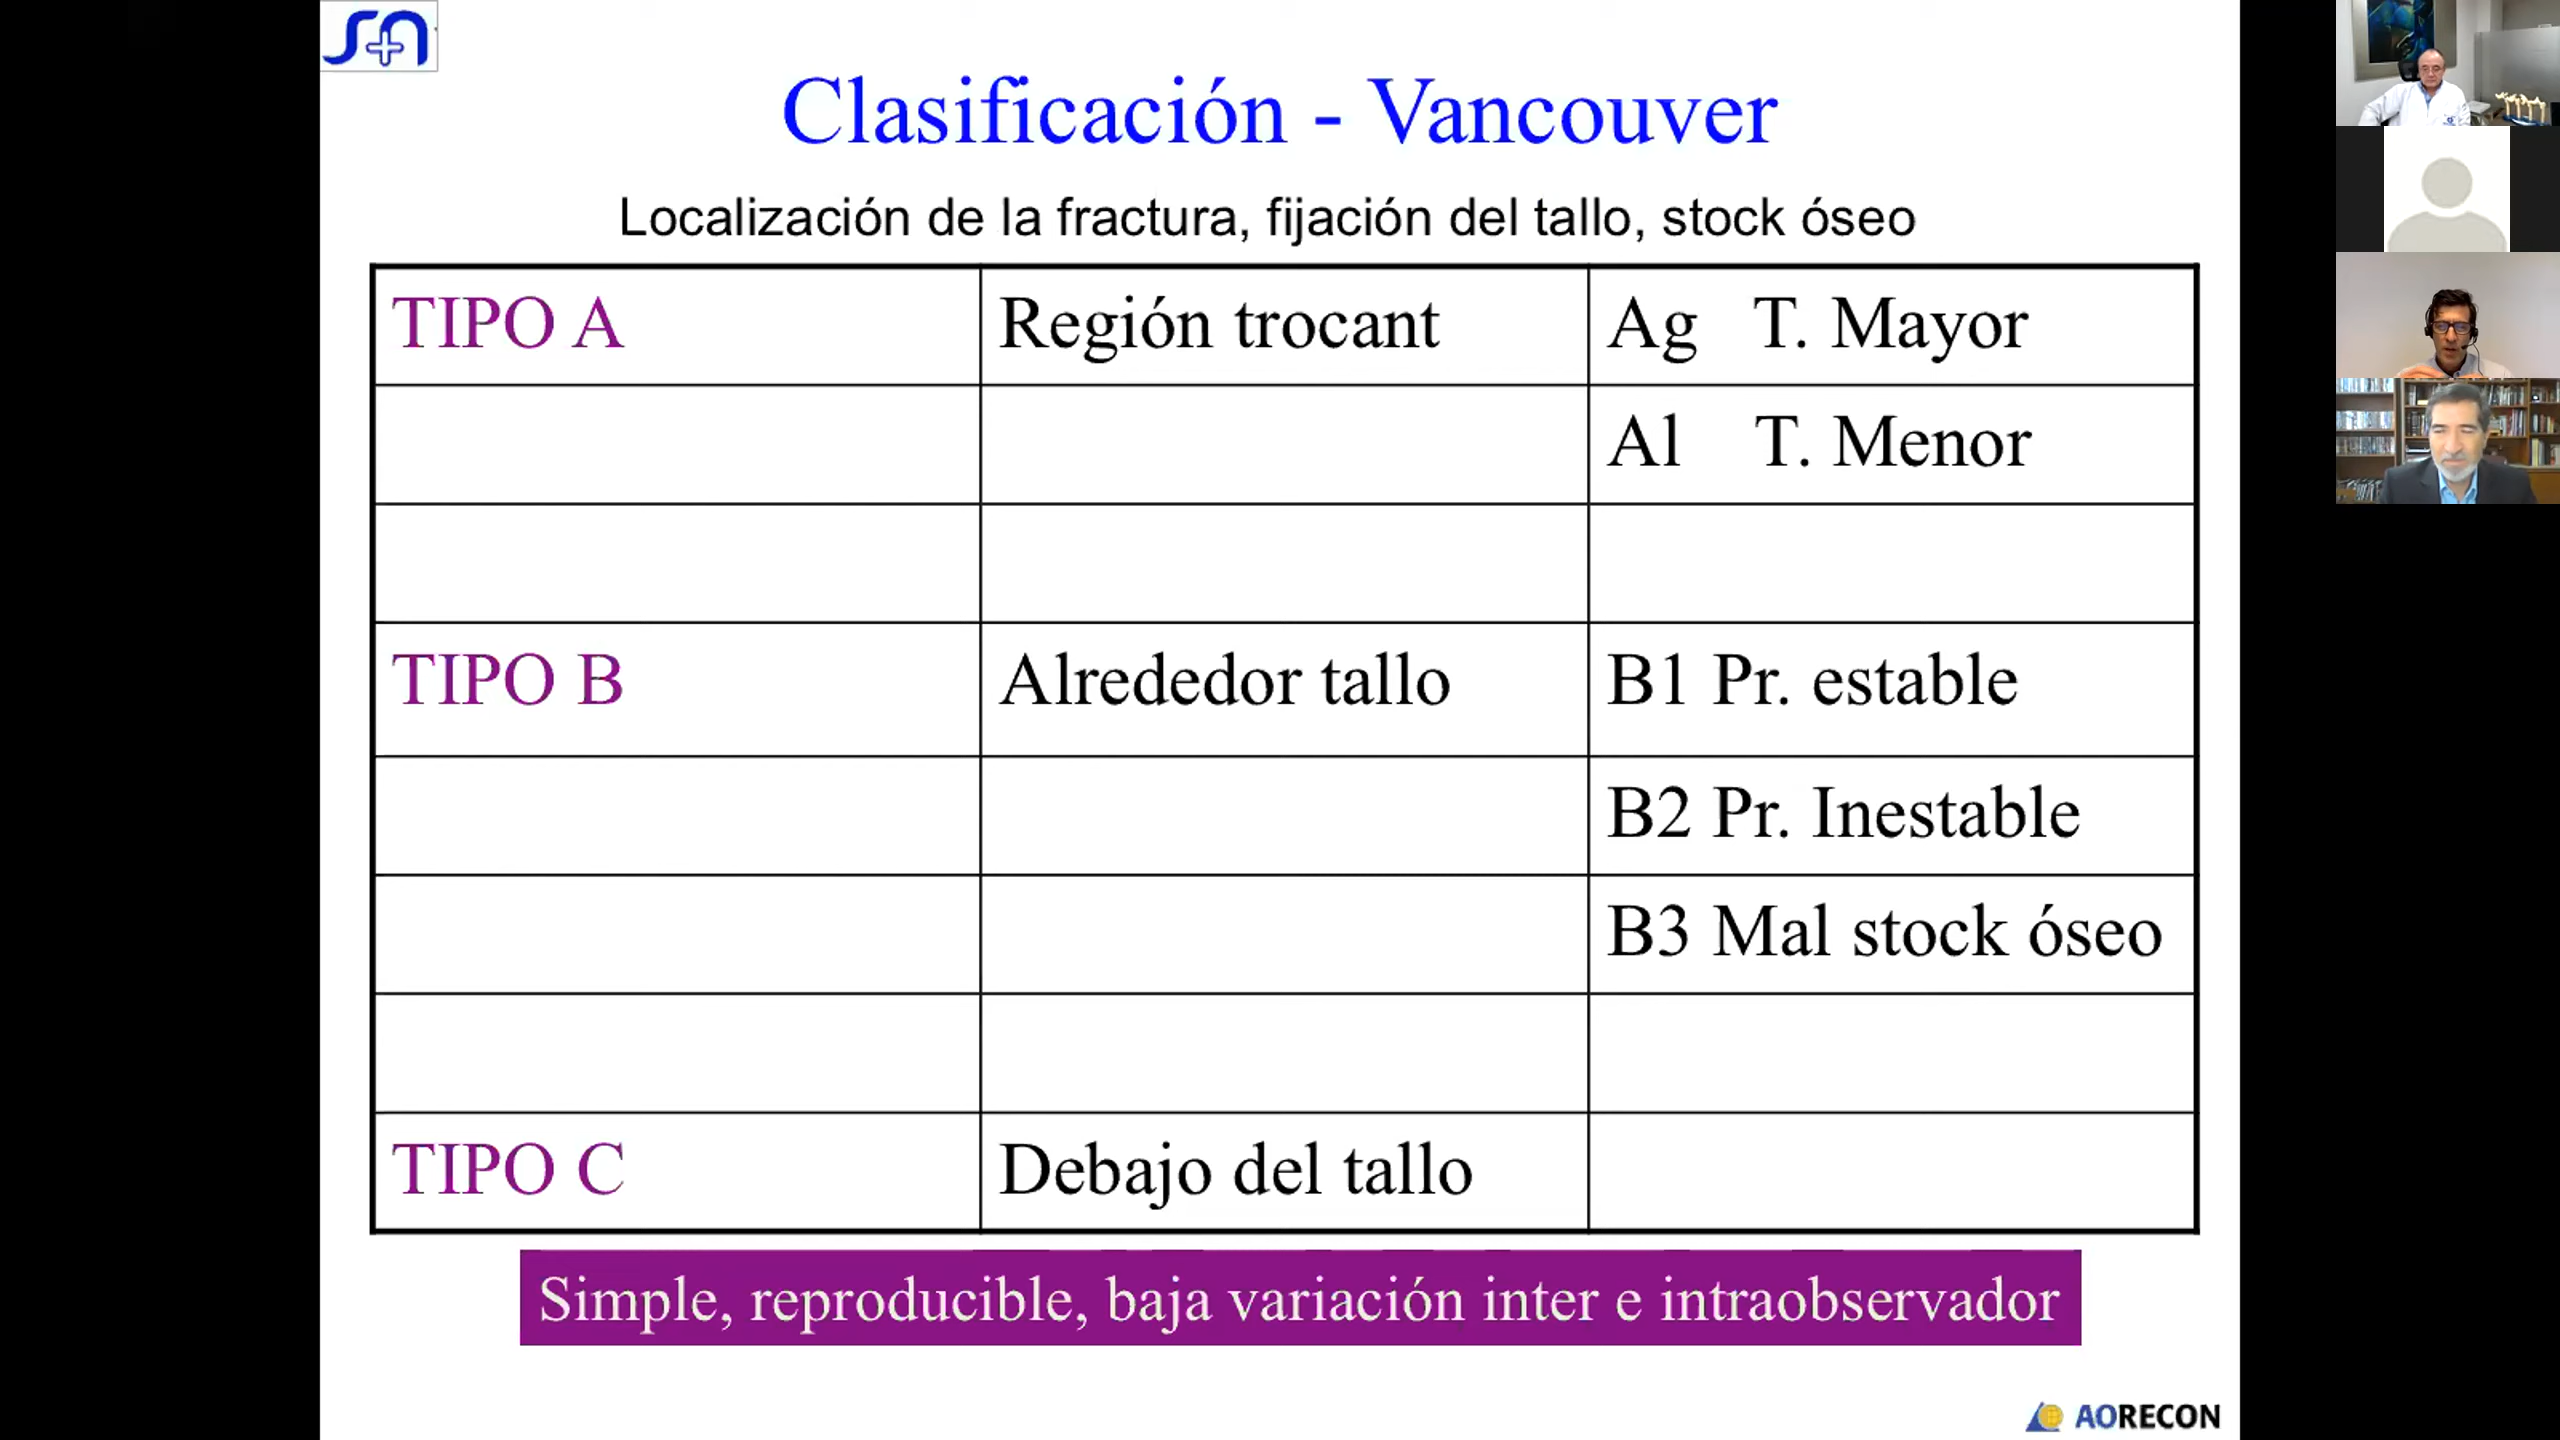 s+n
Clasificación - Vancouver
Localización de la fractura, fijación del tallo, stock óseo
TIPO A Región trocant Ag T. Mayor
Al T. Menor
TIPO B Alrededor tallo B1 Pr. estable
B2 Pr. Inestable
B3 Mal stock óseo
TIPO C Debajo del tallo
Simple, reproducible, baja variación inter e intraobservador
AORECON